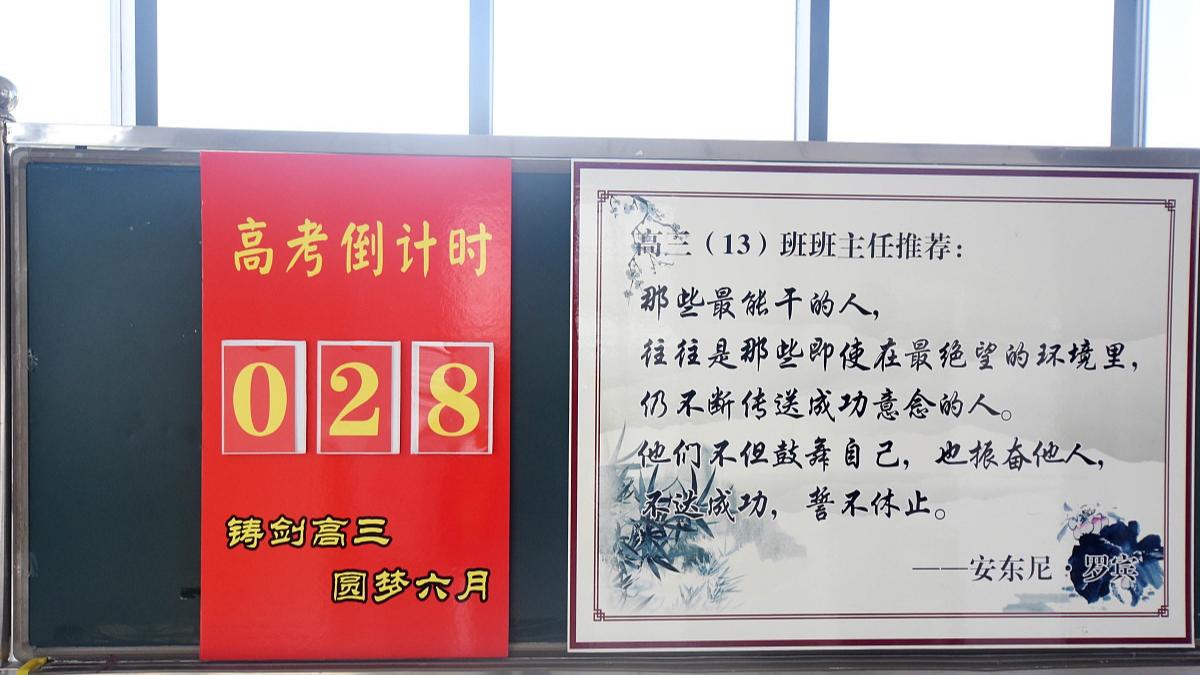 高考倒计时
028
铸剑高三
圆梦六月
高三（13）班班主任推荐：
那些最能干的人，
往往是那些即使在最绝望的环境里，
仍不断传送成功意念的人。
他们不但鼓舞自己，也振奋他人，
不达成功，誓不休止。
——安东尼·罗宾